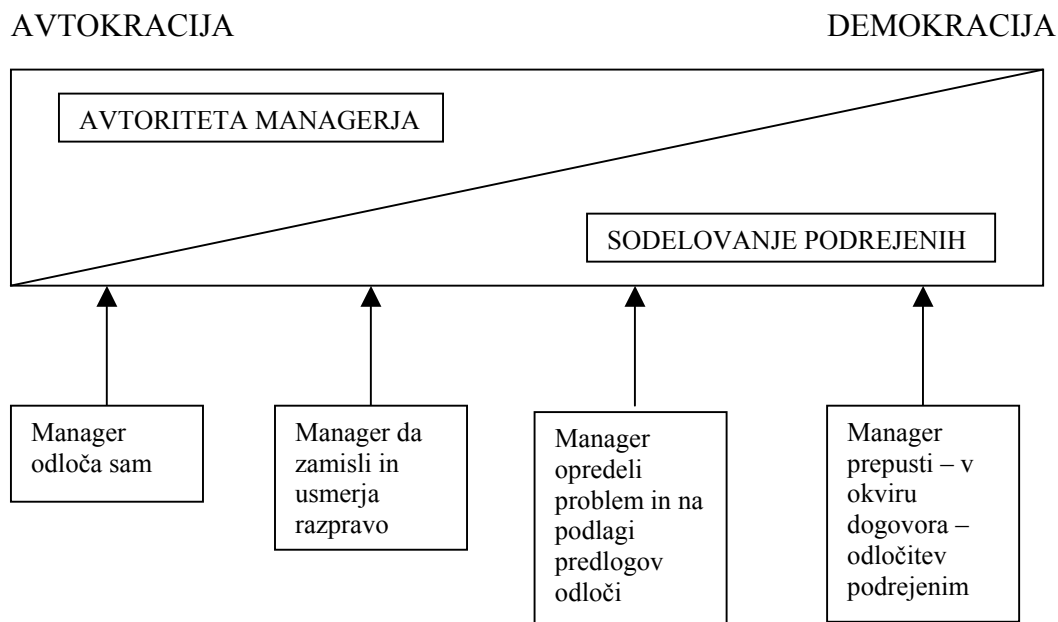 AVTOKRACIJA
DEMOKRACIJA
AVTORITETA MANAGERJA
SODELOVANJE PODREJENIH
Manager
odloča sam
Manager da
zamisli in
usmerja
razpravo
Manager
opredeli
problem in na
podlagi
predlogov
odloči
Manager
prepusti – v
okviru
dogovora –
odločitev
podrejenim